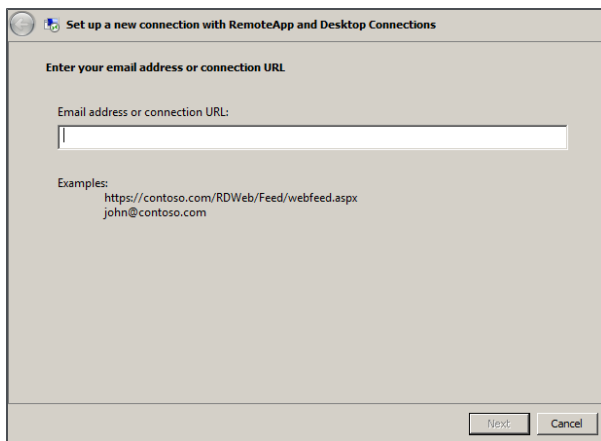 Set up a new connection with RemoteApp and Desktop Connections
Enter your email address or connection URL
Email address or connection URL:
Examples:
https://contoso.com/RDWeb/Feed/webfeed.aspx
john@contoso.com
Next
Cancel